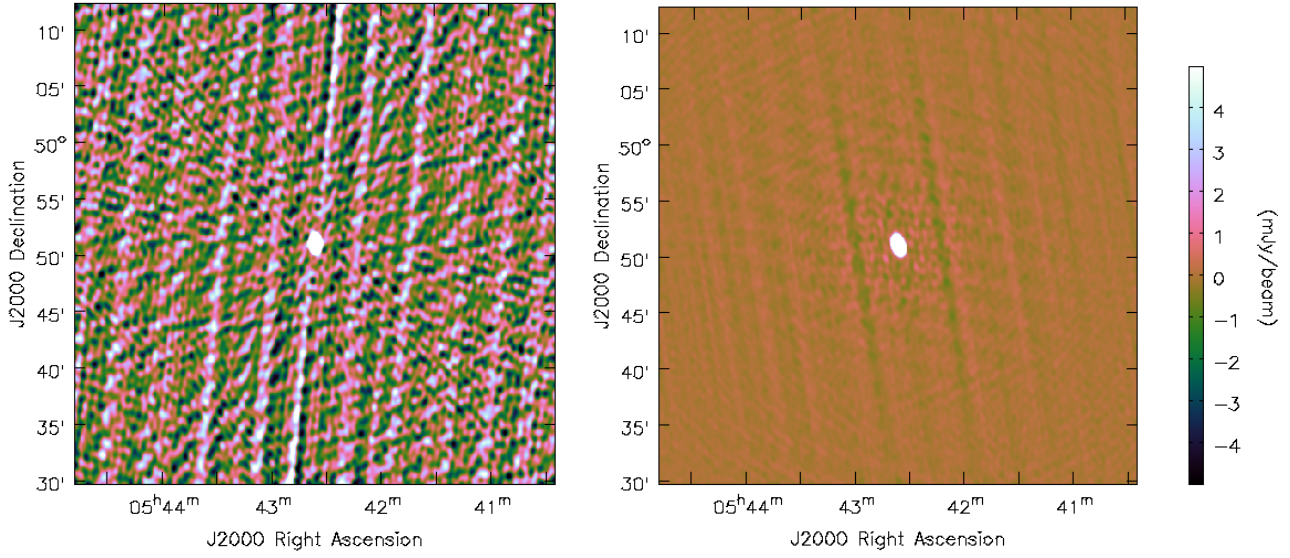 10'
05'
50°
55'
50'
45'
40'
35'
30'
J2000 Declination
05ʰ44ᵐ
43ᵐ
42ᵐ
41ᵐ
J2000 Right Ascension
10'
05'
50°
55'
50'
45'
40'
35'
30'
J2000 Declination
05ʰ44ᵐ
43ᵐ
42ᵐ
41ᵐ
J2000 Right Ascension
4
3
2
1
0
−1
−2
−3
−4
(mJy/beam)